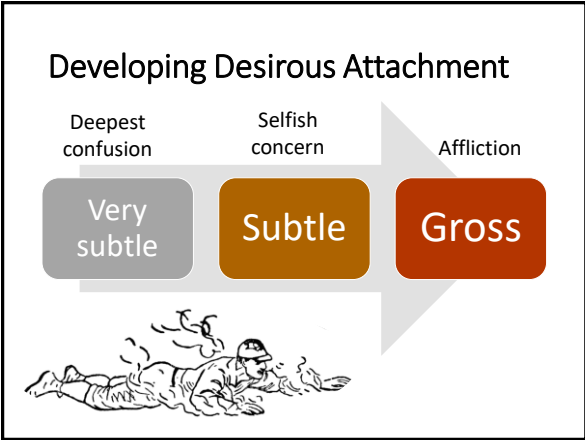 Developing Desirous Attachment
Deepest
confusion
Selfish
concern
Affliction
Very
subtle
Subtle
Gross